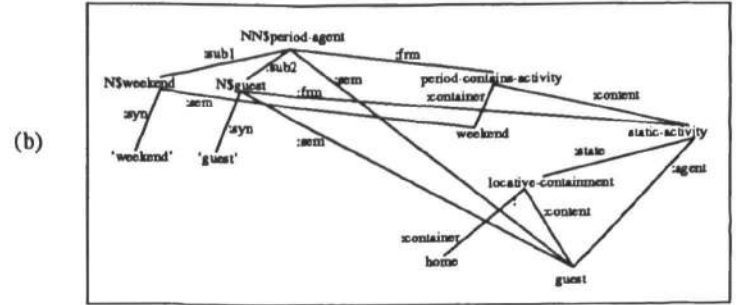 NN$period-agent
:sub1
:sub2
:sem
:frm
N$weekend
N$guest
:frm
period-contains-activity
:container
:content
:syn
:sem
:syn
:sem
weekend
static-activity
(b)
'weekend'
'guest'
:state
:agent
locative-containment
:
:content
:container
home
guest